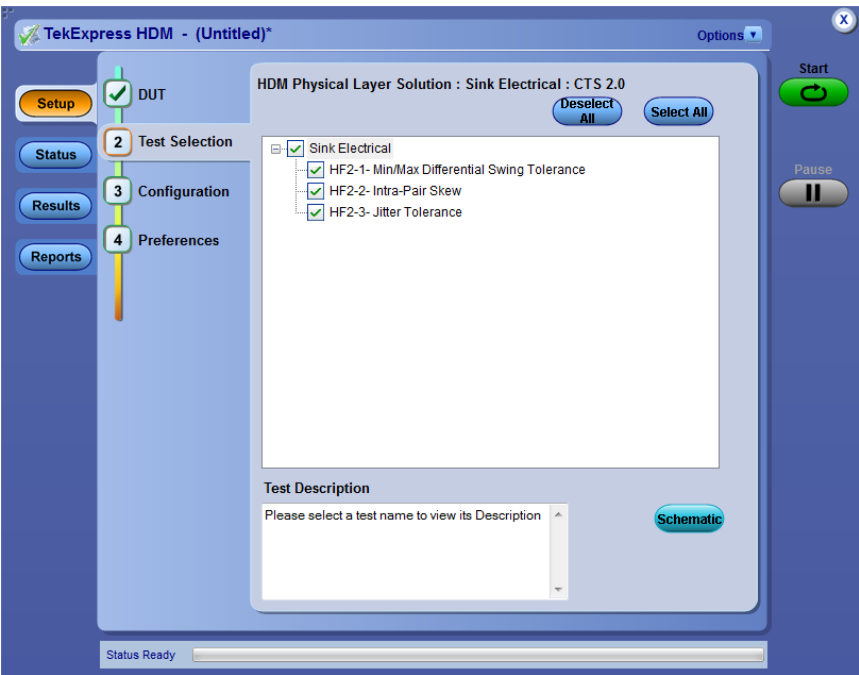 TekExpress HDM - (Untitled)*
Options
Start
Pause
Setup
Status
Results
Reports
DUT
2 Test Selection
3 Configuration
4 Preferences
HDM Physical Layer Solution : Sink Electrical : CTS 2.0
Deselect
All
Select All
Sink Electrical
HF2-1- Min/Max Differential Swing Tolerance
HF2-2- Intra-Pair Skew
HF2-3- Jitter Tolerance
Test Description
Please select a test name to view its Description
Schematic
Status Ready